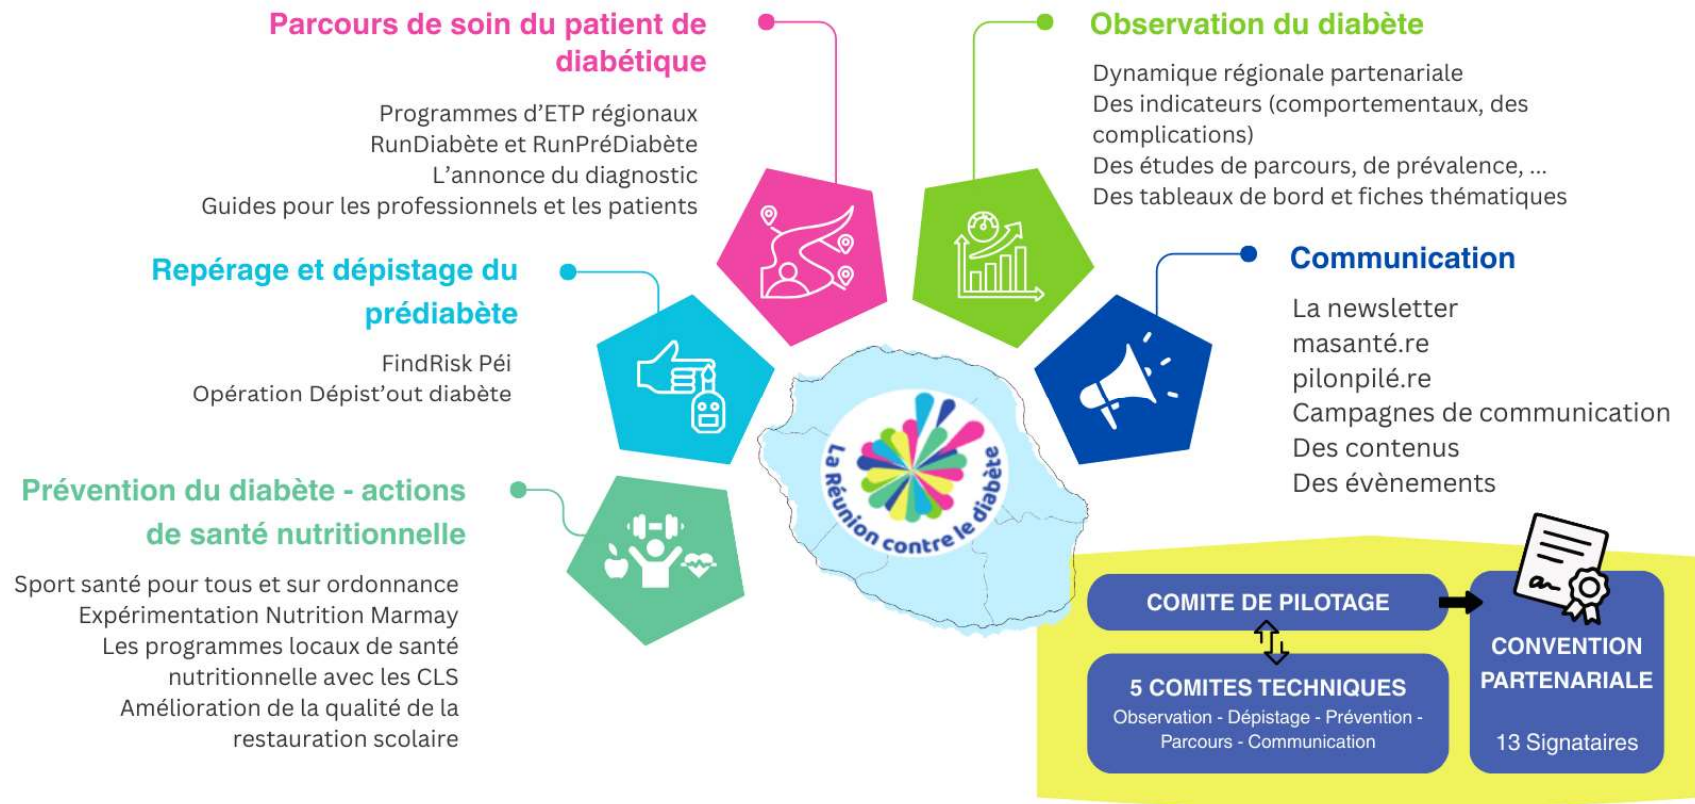 Parcours de soin du patient de
diabétique
Programmes d’ETP régionaux
RunDiabète et RunPréDiabète
L’annonce du diagnostic
Guides pour les professionnels et les patients
Observation du diabète
Dynamique régionale partenariale
Des indicateurs (comportementaux, des
complications)
Des études de parcours, de prévalence, ...
Des tableaux de bord et fiches thématiques
Repérage et dépistage du
prédiabète
FindRisk Péi
Opération Dépist’out diabète
Communication
La newsletter
masanté.re
pilonpilé.re
Campagnes de communication
Des contenus
Des évènements
Prévention du diabète - actions
de santé nutritionnelle
Sport santé pour tous et sur ordonnance
Expérimentation Nutrition Marmay
Les programmes locaux de santé
nutritionnelle avec les CLS
Amélioration de la qualité de la
restauration scolaire
La Réunion contre le diabète
COMITE DE PILOTAGE
5 COMITES TECHNIQUES
Observation - Dépistage - Prévention -
Parcours - Communication
CONVENTION
PARTENARIALE
13 Signataires